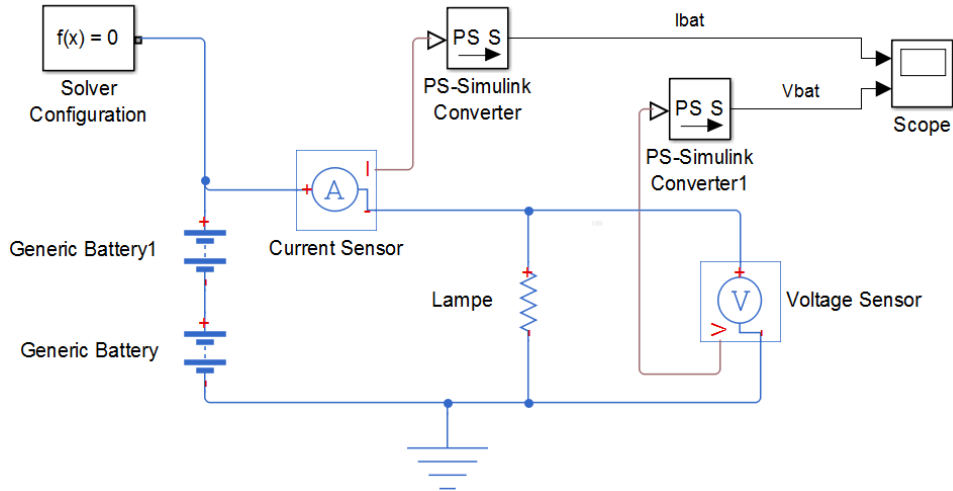 f(x) = 0
Solver
Configuration
PS S
PS-Simulink
Converter
Ibat
PS S
PS-Simulink
Converter1
Vbat
Scope
+
A
I
-
Current Sensor
+
Generic Battery1
-
+
Generic Battery
-
+
Lampe
-
+
V
V
-
Voltage Sensor